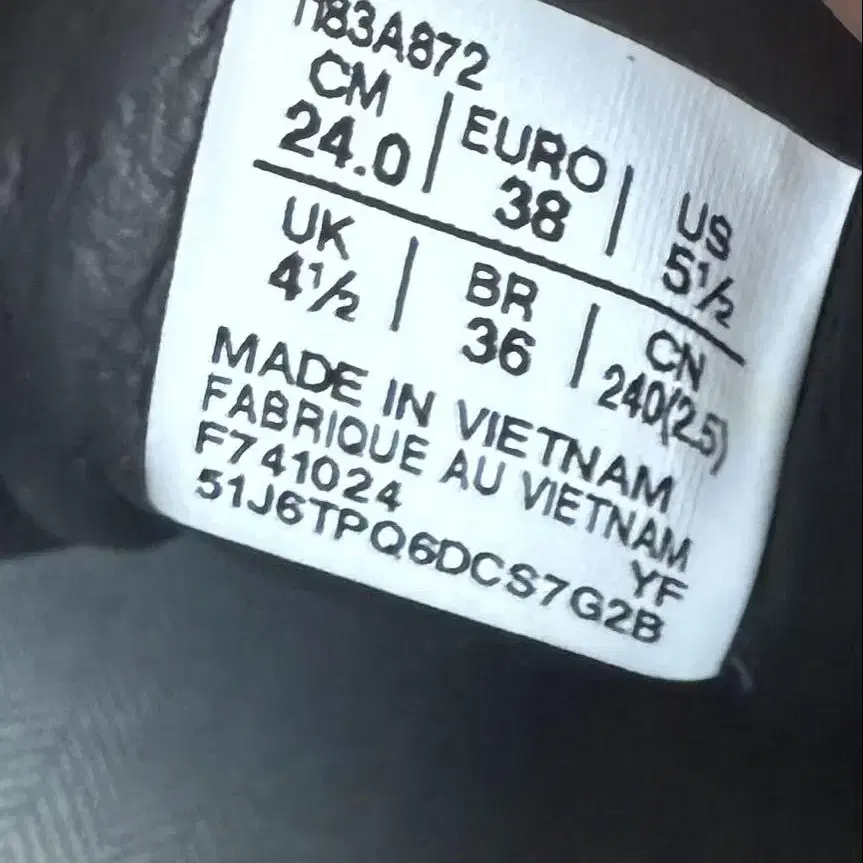 1183A872
CM 24.0 | EURO 38 | US 5½
UK 4½ | BR 36 | CN 240(2.5)
MADE IN VIETNAM
FABRIQUE AU VIETNAM
F741024 YF
51J6TPQ6DCS7G2B